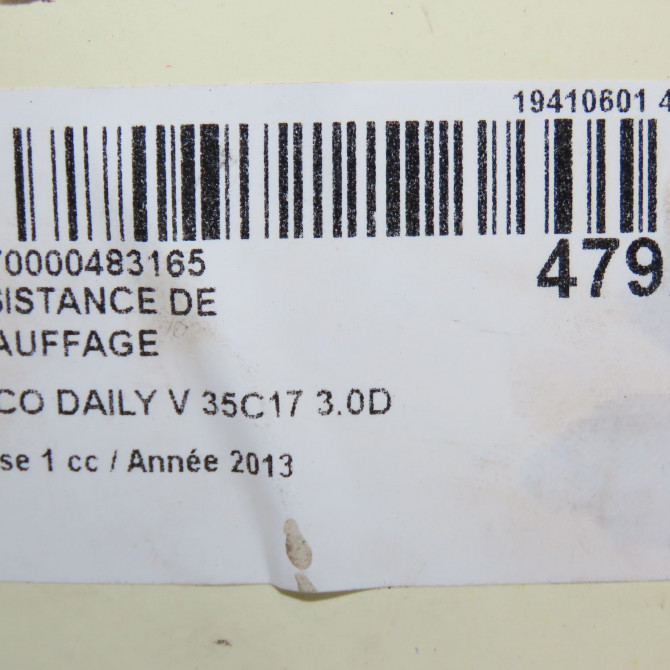 19410601 4
70000483165
479
SISTANCE DE
AUFFAGE
CO DAILY V 35C17 3.0D
se 1 cc / Année 2013